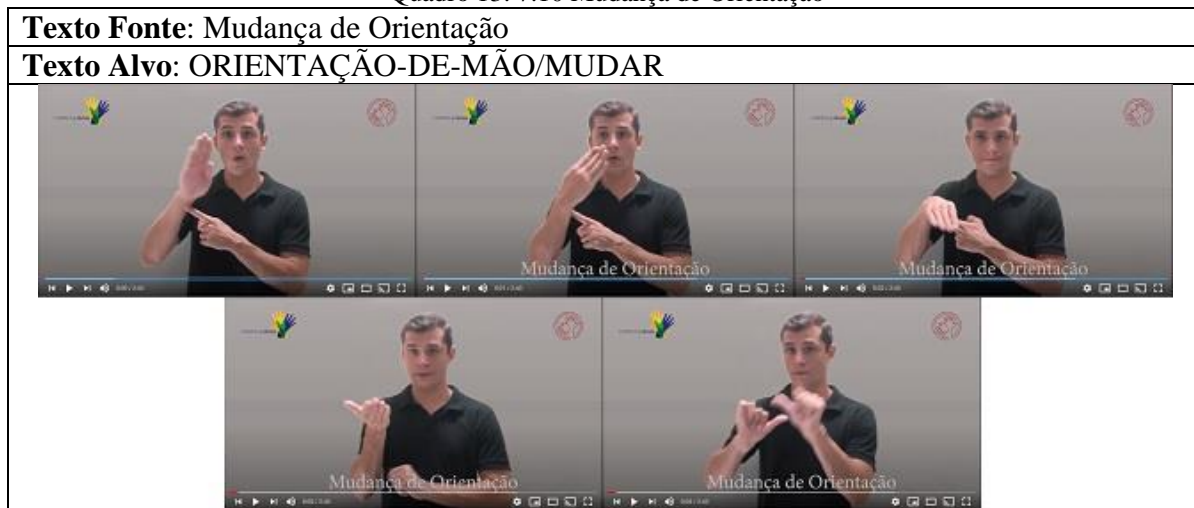 Texto Fonte: Mudança de Orientação
Texto Alvo: ORIENTAÇÃO-DE-MÃO/MUDAR
Mudança de Orientação
Mudança de Orientação
Mudança de Orientação
Mudança de Orientação